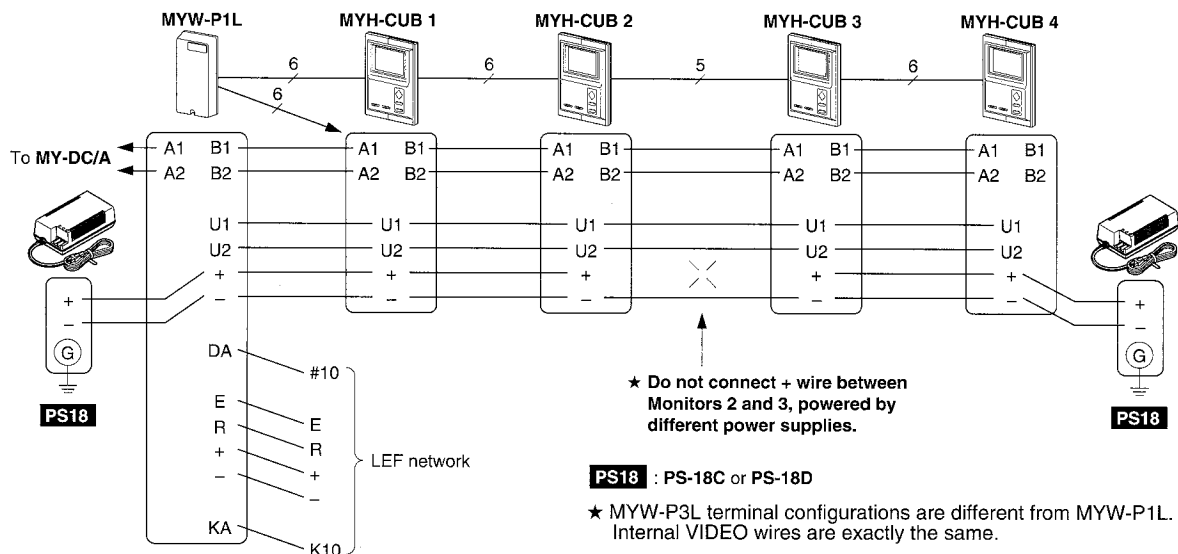 MYW-P1L MYH-CUB 1 MYH-CUB 2 MYH-CUB 3 MYH-CUB 4
6 6 5 6
6
To MY-DC/A
A1 B1 A1 B1 A2 B1 A1 B1 A1 B1
A2 B2 A2 B2 A2 B2 A2 B2 A2 B2
U1 U1 U1 U1 U1
U2 U2 U2 U2 U2
+ + + + +
– – – – –
+
–
G
PS18
+
–
G
PS18
DA
#10
E E
R R
+ +
– –
KA
K10
LEF network
★ Do not connect + wire between
Monitors 2 and 3, powered by
different power supplies.
PS18 : PS-18C or PS-18D
★ MYW-P3L terminal configurations are different from MYW-P1L.
Internal VIDEO wires are exactly the same.